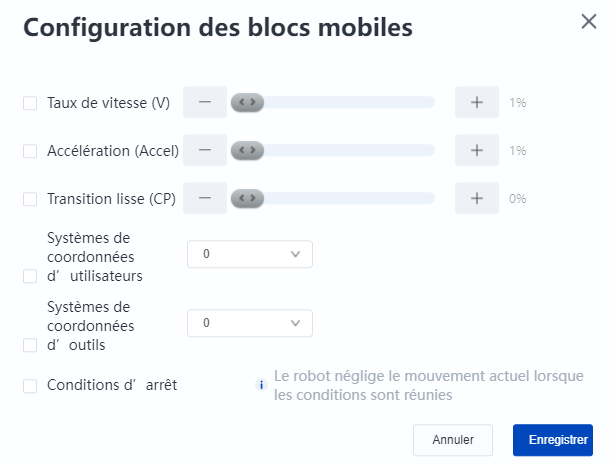 Configuration des blocs mobiles
Taux de vitesse (V) 1%
Accélération (Accel) 1%
Transition lisse (CP) 0%
Systèmes de
coordonnées
d’ utilisateurs
0
Systèmes de
coordonnées
d’ outils
0
Conditions d’ arrêt
Le robot néglige le mouvement actuel lorsque
les conditions sont réunies
Annuler Enregistrer